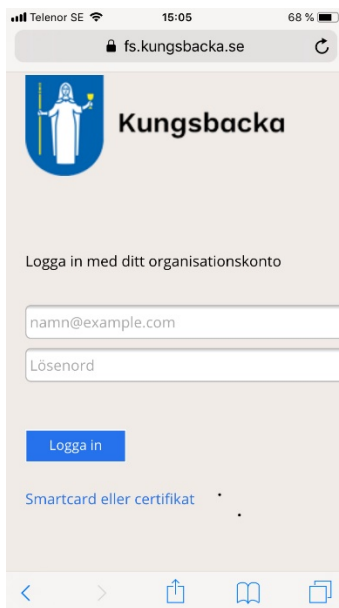 Telenor SE 15:05 68 %
fs.kungsbacka.se
Kungsbacka
Logga in med ditt organisationskonto
namn@example.com
Lösenord
Logga in
Smartcard eller certifikat